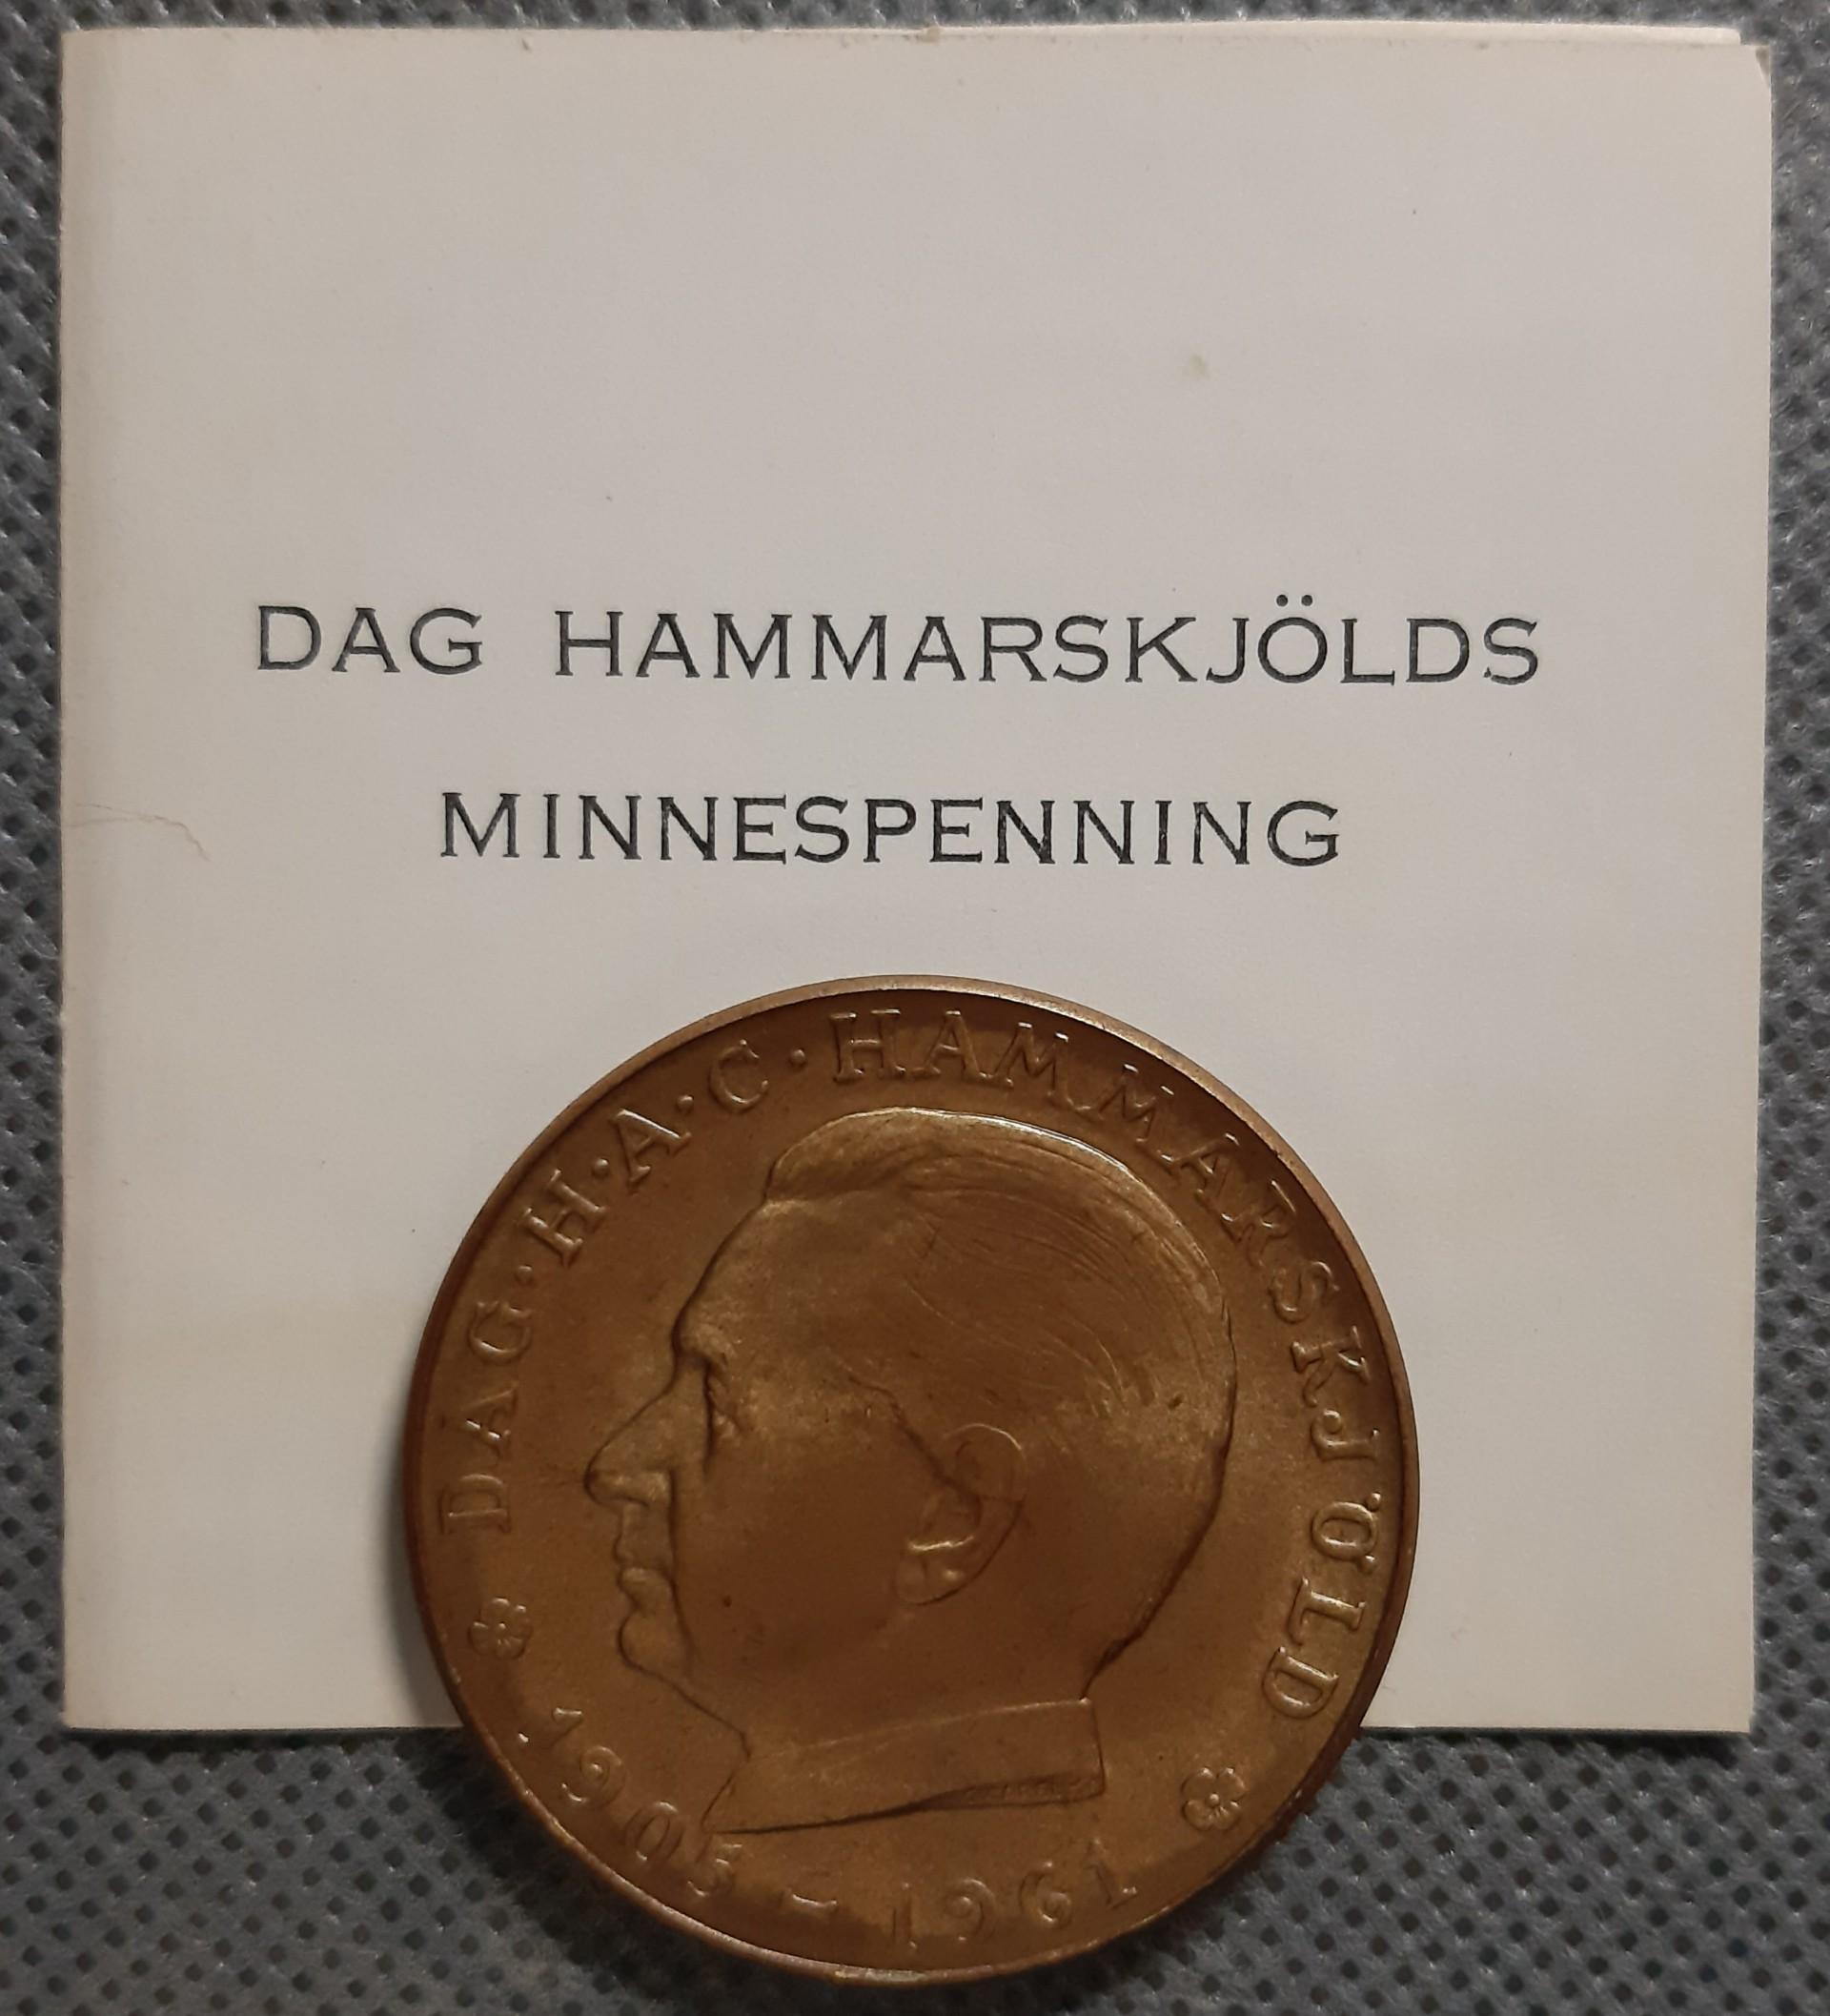 DAG HAMMARSKJÖLDS
MINNESPENNING
DAG·H·A·C·HAMMARSKJÖLD
1905-1961